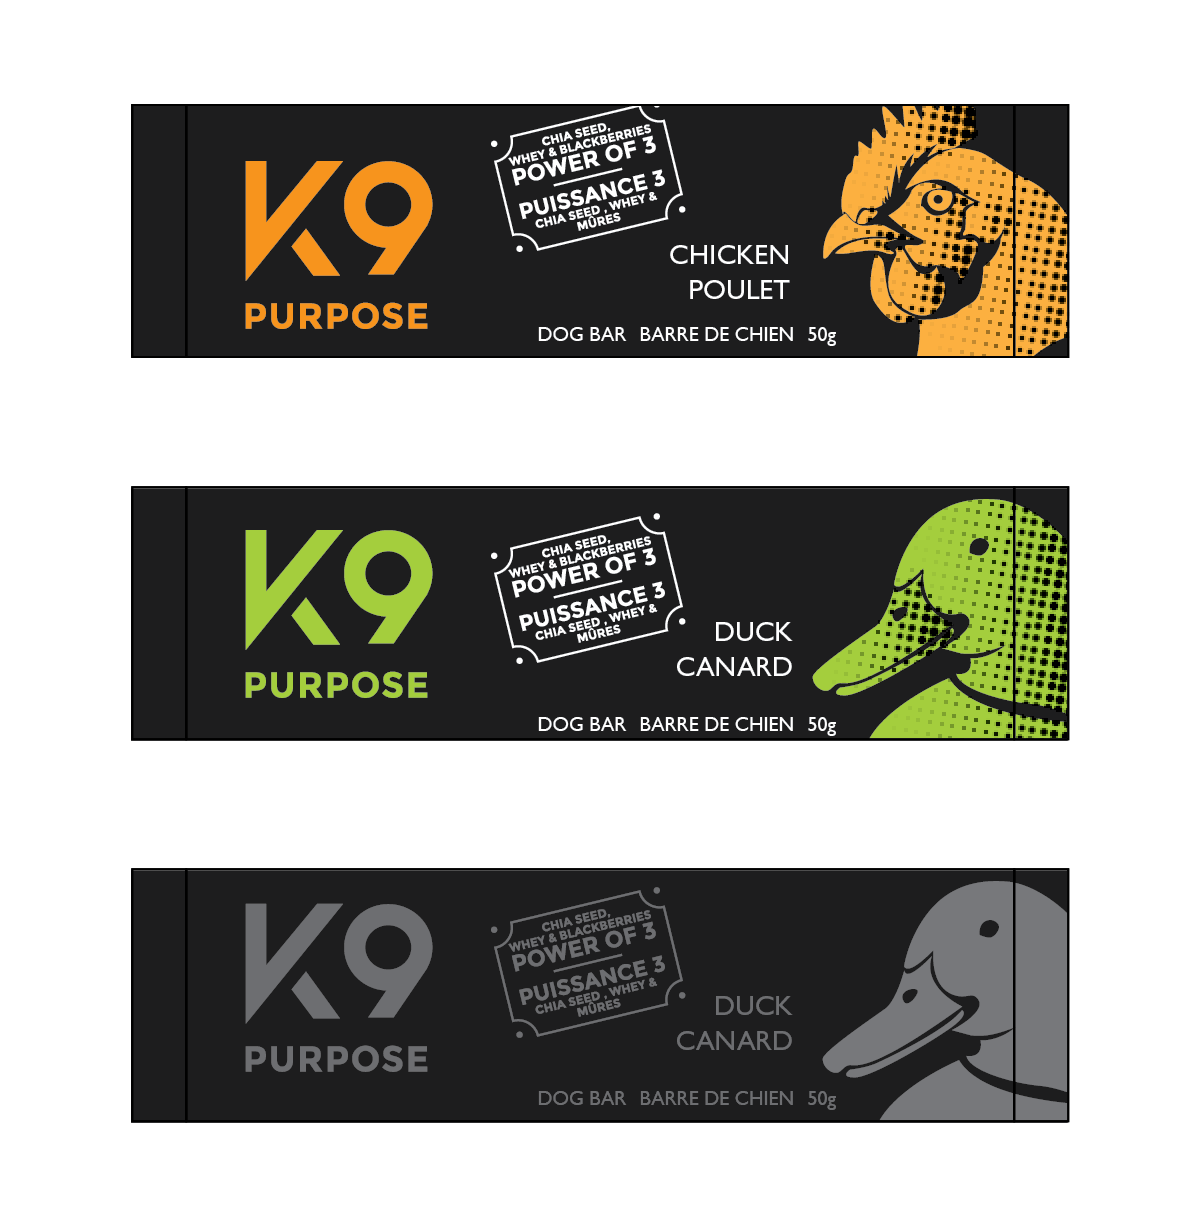 K9
PURPOSE
CHIA SEED,
WHEY & BLACKBERRIES
POWER OF 3
PUISSANCE 3
CHIA SEED , WHEY &
MÛRES
CHICKEN
POULET
DOG BAR BARRE DE CHIEN 50g
K9
PURPOSE
CHIA SEED,
WHEY & BLACKBERRIES
POWER OF 3
PUISSANCE 3
CHIA SEED , WHEY &
MÛRES
DUCK
CANARD
DOG BAR BARRE DE CHIEN 50g
K9
PURPOSE
CHIA SEED,
WHEY & BLACKBERRIES
POWER OF 3
PUISSANCE 3
CHIA SEED , WHEY &
MÛRES
DUCK
CANARD
DOG BAR BARRE DE CHIEN 50g